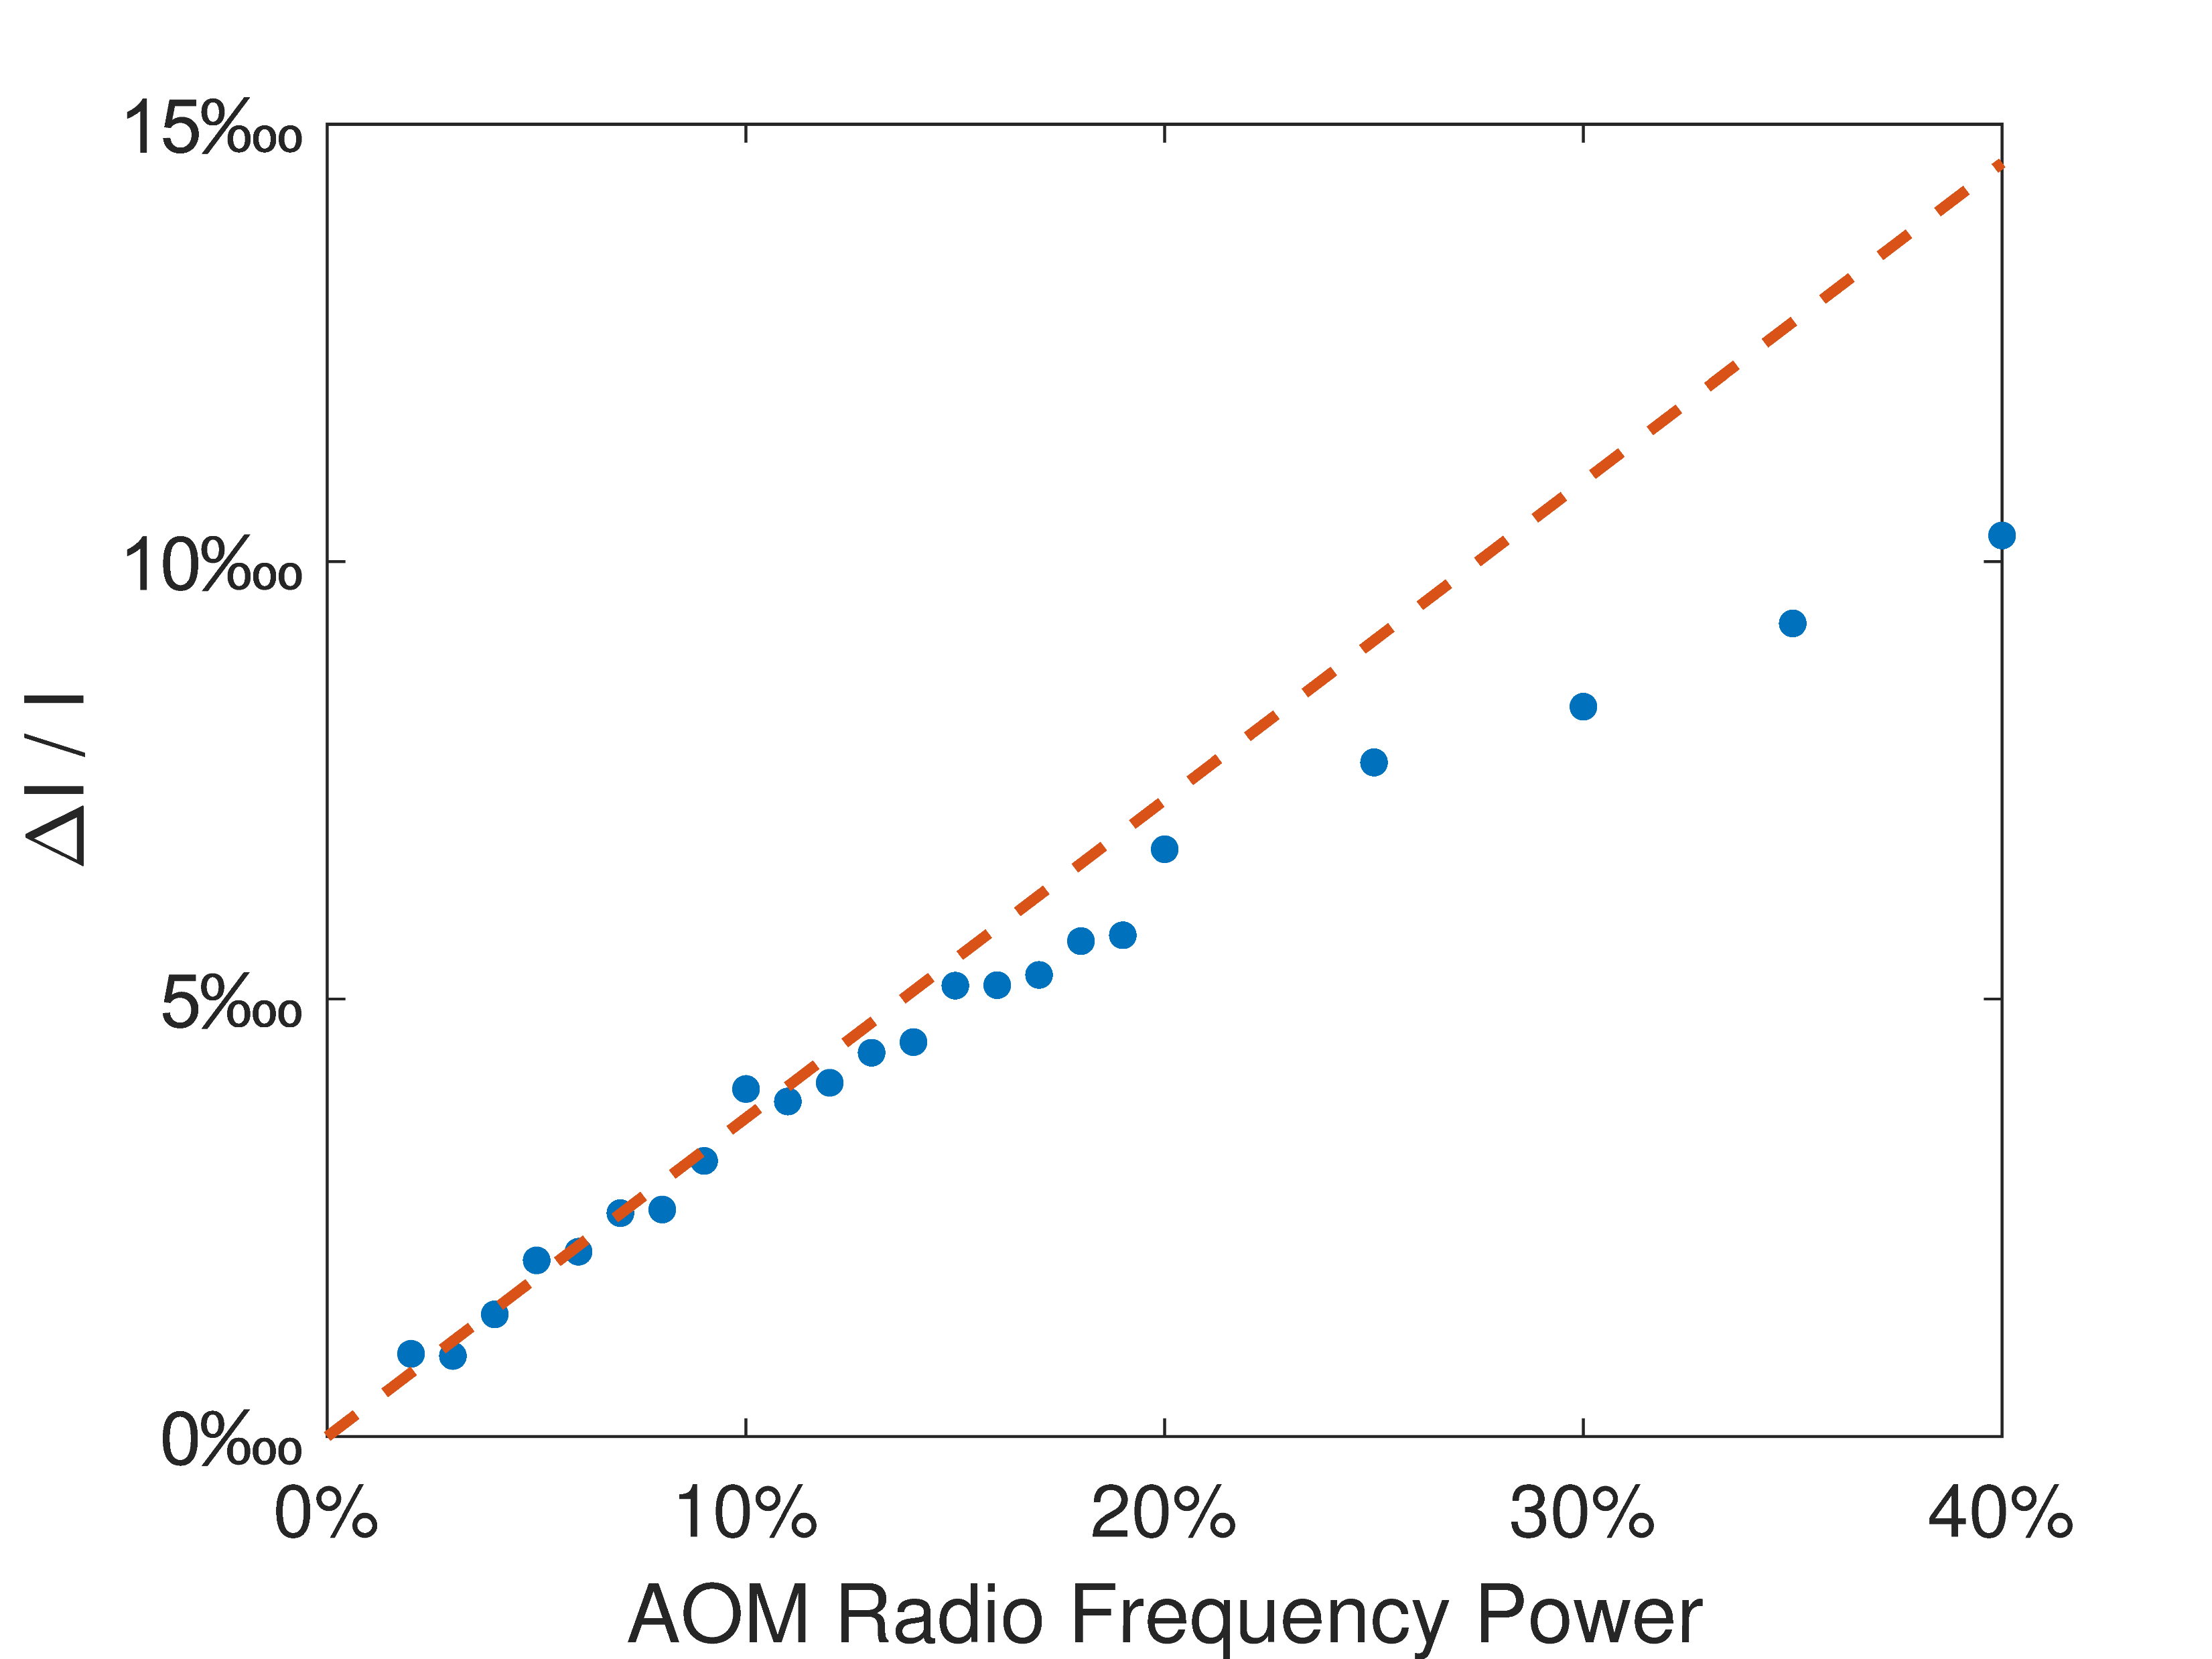 15‱
10‱
5‱
0‱
ΔI / I
0% 10% 20% 30% 40%
AOM Radio Frequency Power